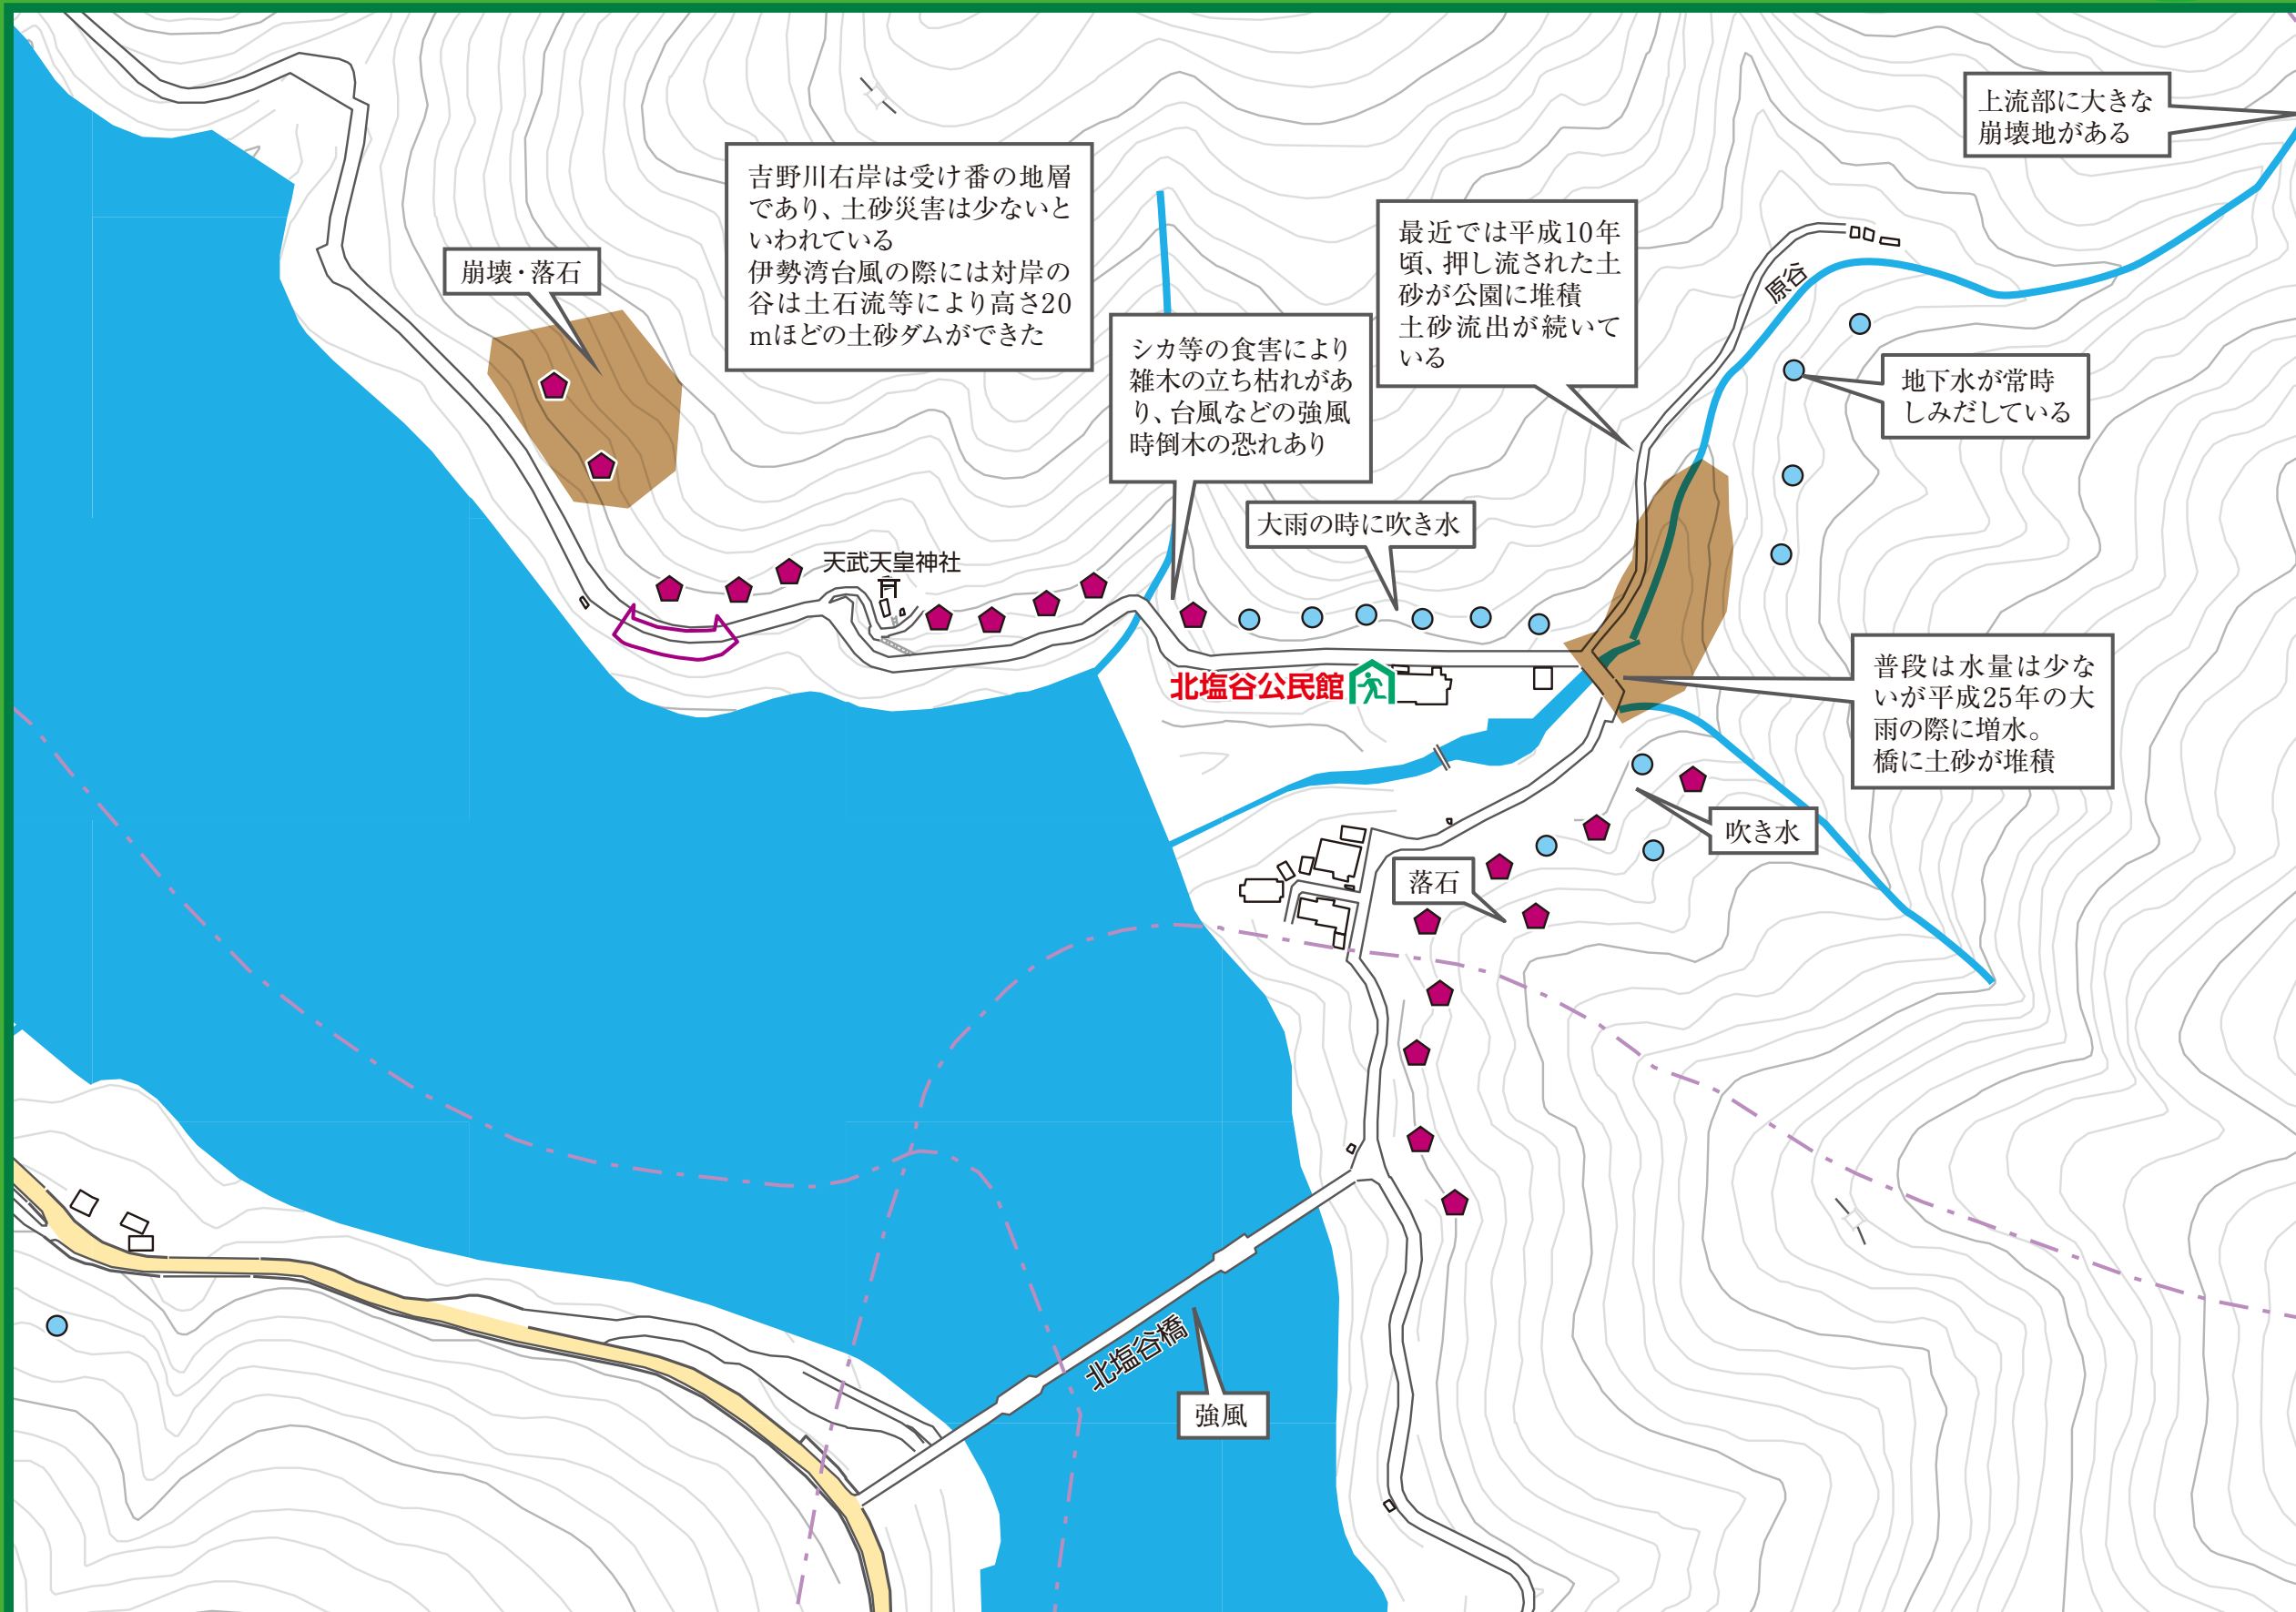 上流部に大きな
崩壊地がある
吉野川右岸は受け番の地層
であり、土砂災害は少ないと
いわれている
伊勢湾台風の際には対岸の
谷は土石流等により高さ20
mほどの土砂ダムができた
最近では平成10年
頃、押し流された土
砂が公園に堆積
土砂流出が続いて
いる
崩壊・落石
原谷
シカ等の食害により
雑木の立ち枯れがあ
り、台風などの強風
時倒木の恐れあり
地下水が常時
しみだしている
大雨の時に吹き水
天武天皇神社
北塩谷公民館
普段は水量は少な
いが平成25年の大
雨の際に増水。
橋に土砂が堆積
吹き水
落石
北塩谷橋
強風